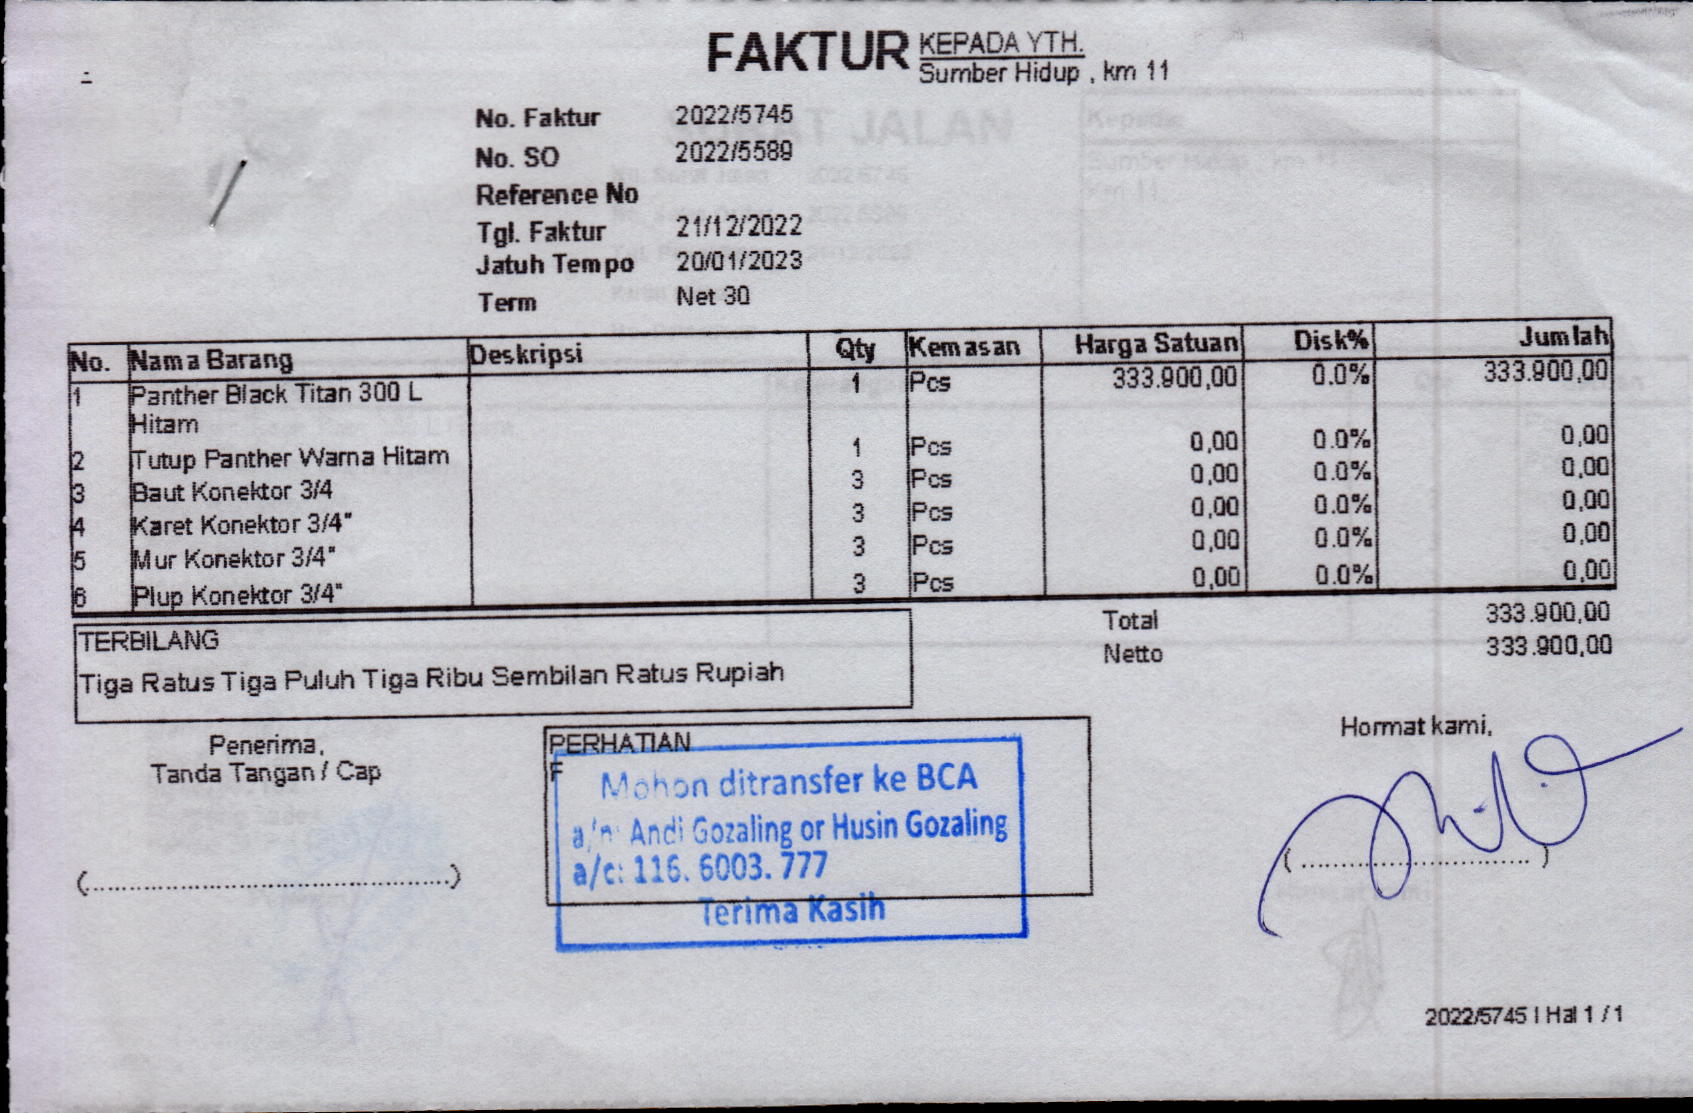 FAKTUR KEPADA YTH.
Sumber Hidup , km 11
No. Faktur 2022/5745
No. SO 2022/5589
Reference No
Tgl. Faktur 21/12/2022
Jatuh Tempo 20/01/2023
Term Net 30
No. Nama Barang Deskripsi Qty Kemasan Harga Satuan Disk% Jumlah
1 Panther Black Titan 300 L 1 Pcs 333.900,00 0.0% 333.900,00
Hitam
2 Tutup Panther Warna Hitam 1 Pcs 0,00 0.0% 0,00
3 Baut Konektor 3/4 3 Pcs 0,00 0.0% 0,00
4 Karet Konektor 3/4" 3 Pcs 0,00 0.0% 0,00
5 Mur Konektor 3/4" 3 Pcs 0,00 0.0% 0,00
6 Plup Konektor 3/4" 3 Pcs 0,00 0.0% 0,00
Total 333.900,00
Netto 333.900,00
TERBILANG
Tiga Ratus Tiga Puluh Tiga Ribu Sembilan Ratus Rupiah
Penerima,
Tanda Tangan / Cap
(..........................................................)
PERHATIAN
F
Mohon ditransfer ke BCA
a/n: Andi Gozaling or Husin Gozaling
a/c: 116. 6003. 777
Terima Kasih
Hormat kami,
(......................................)
2022/5745 | Hal 1 / 1